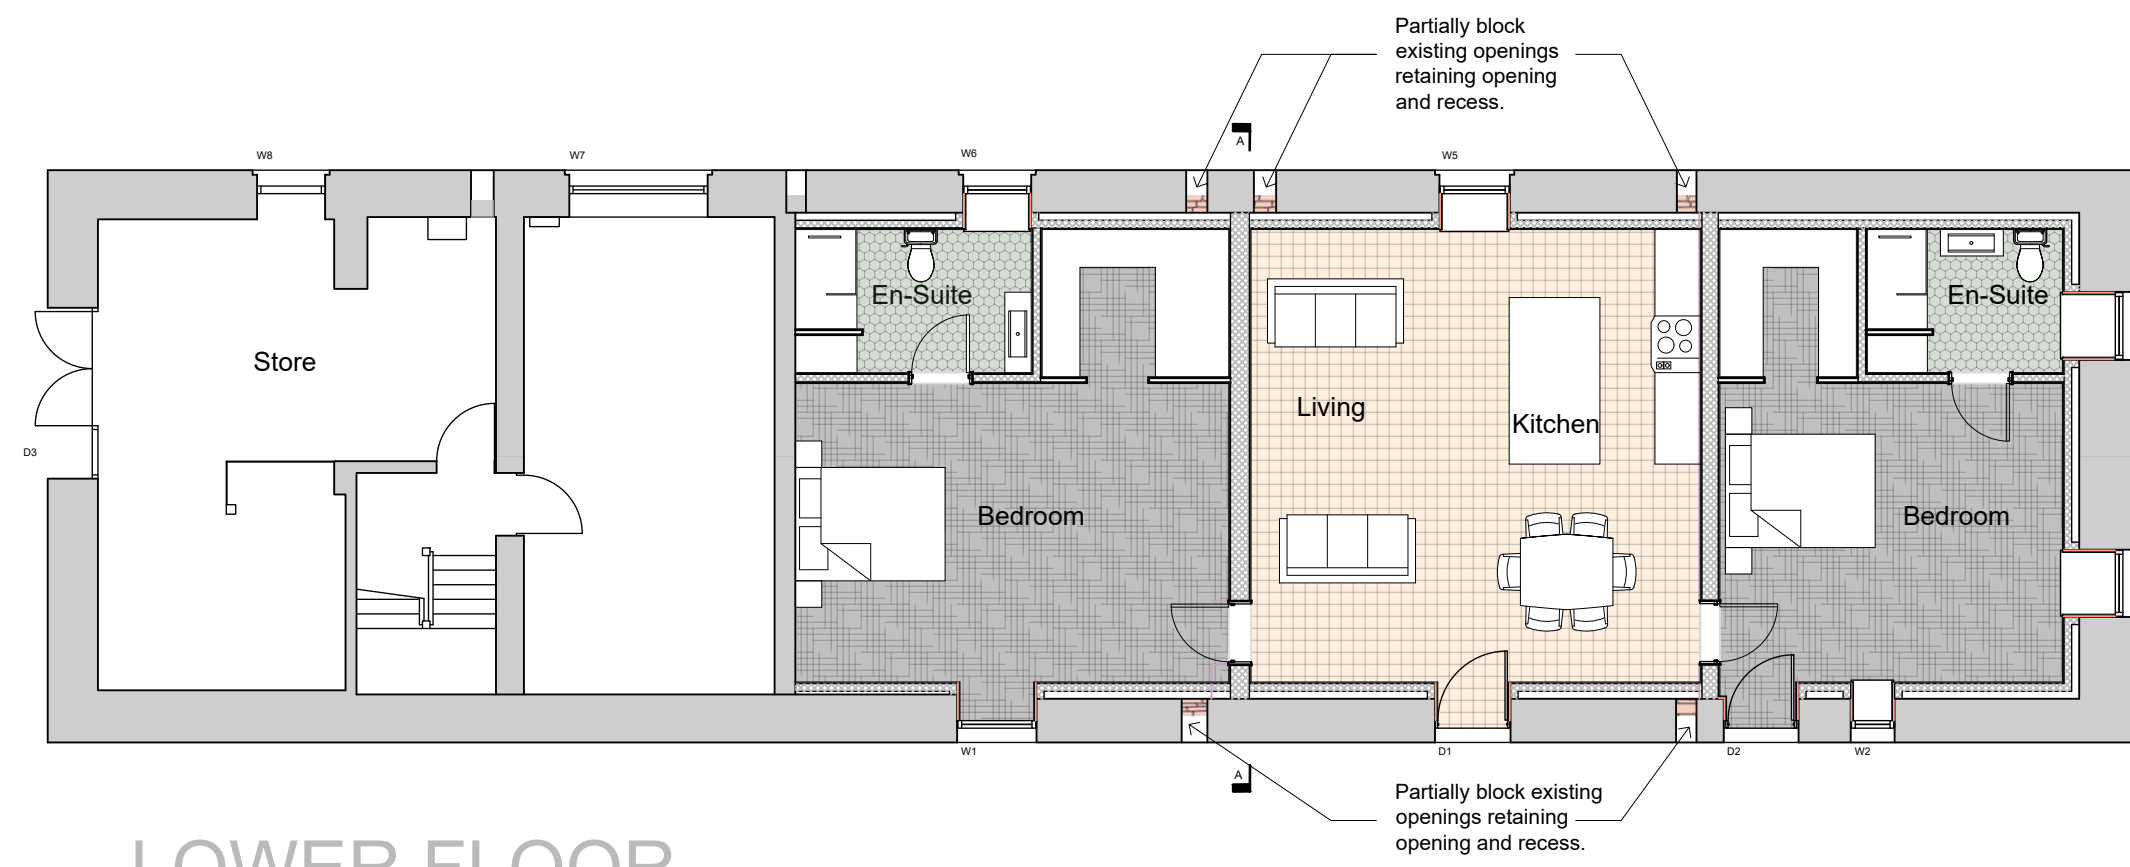 Partially block
existing openings
retaining opening
and recess.
A
W8
W7
W6
W5
En-Suite
En-Suite
Store
Living
Kitchen
D3
Bedroom
Bedroom
W1
D1
D2
W2
A
Partially block existing
openings retaining
opening and recess.
LOWER FLOOR